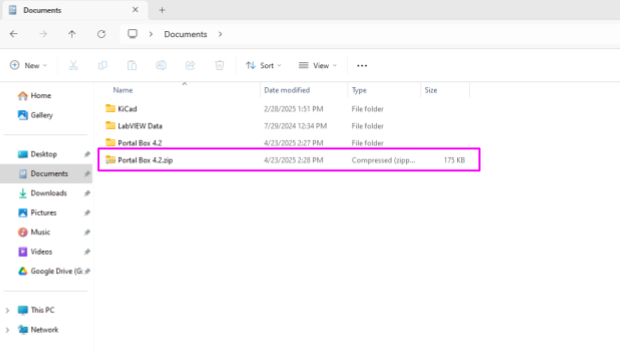 Documents
Documents
New
Sort
View
Name Date modified Type Size
Home
Gallery
KiCad 2/28/2025 1:51 PM File folder
LabVIEW Data 7/29/2024 12:34 PM File folder
Portal Box 4.2 4/23/2025 2:27 PM File folder
Portal Box 4.2.zip 4/23/2025 2:28 PM Compressed (zipp... 175 KB
Desktop
Documents
Downloads
Pictures
Music
Videos
Google Drive (G:
This PC
Network